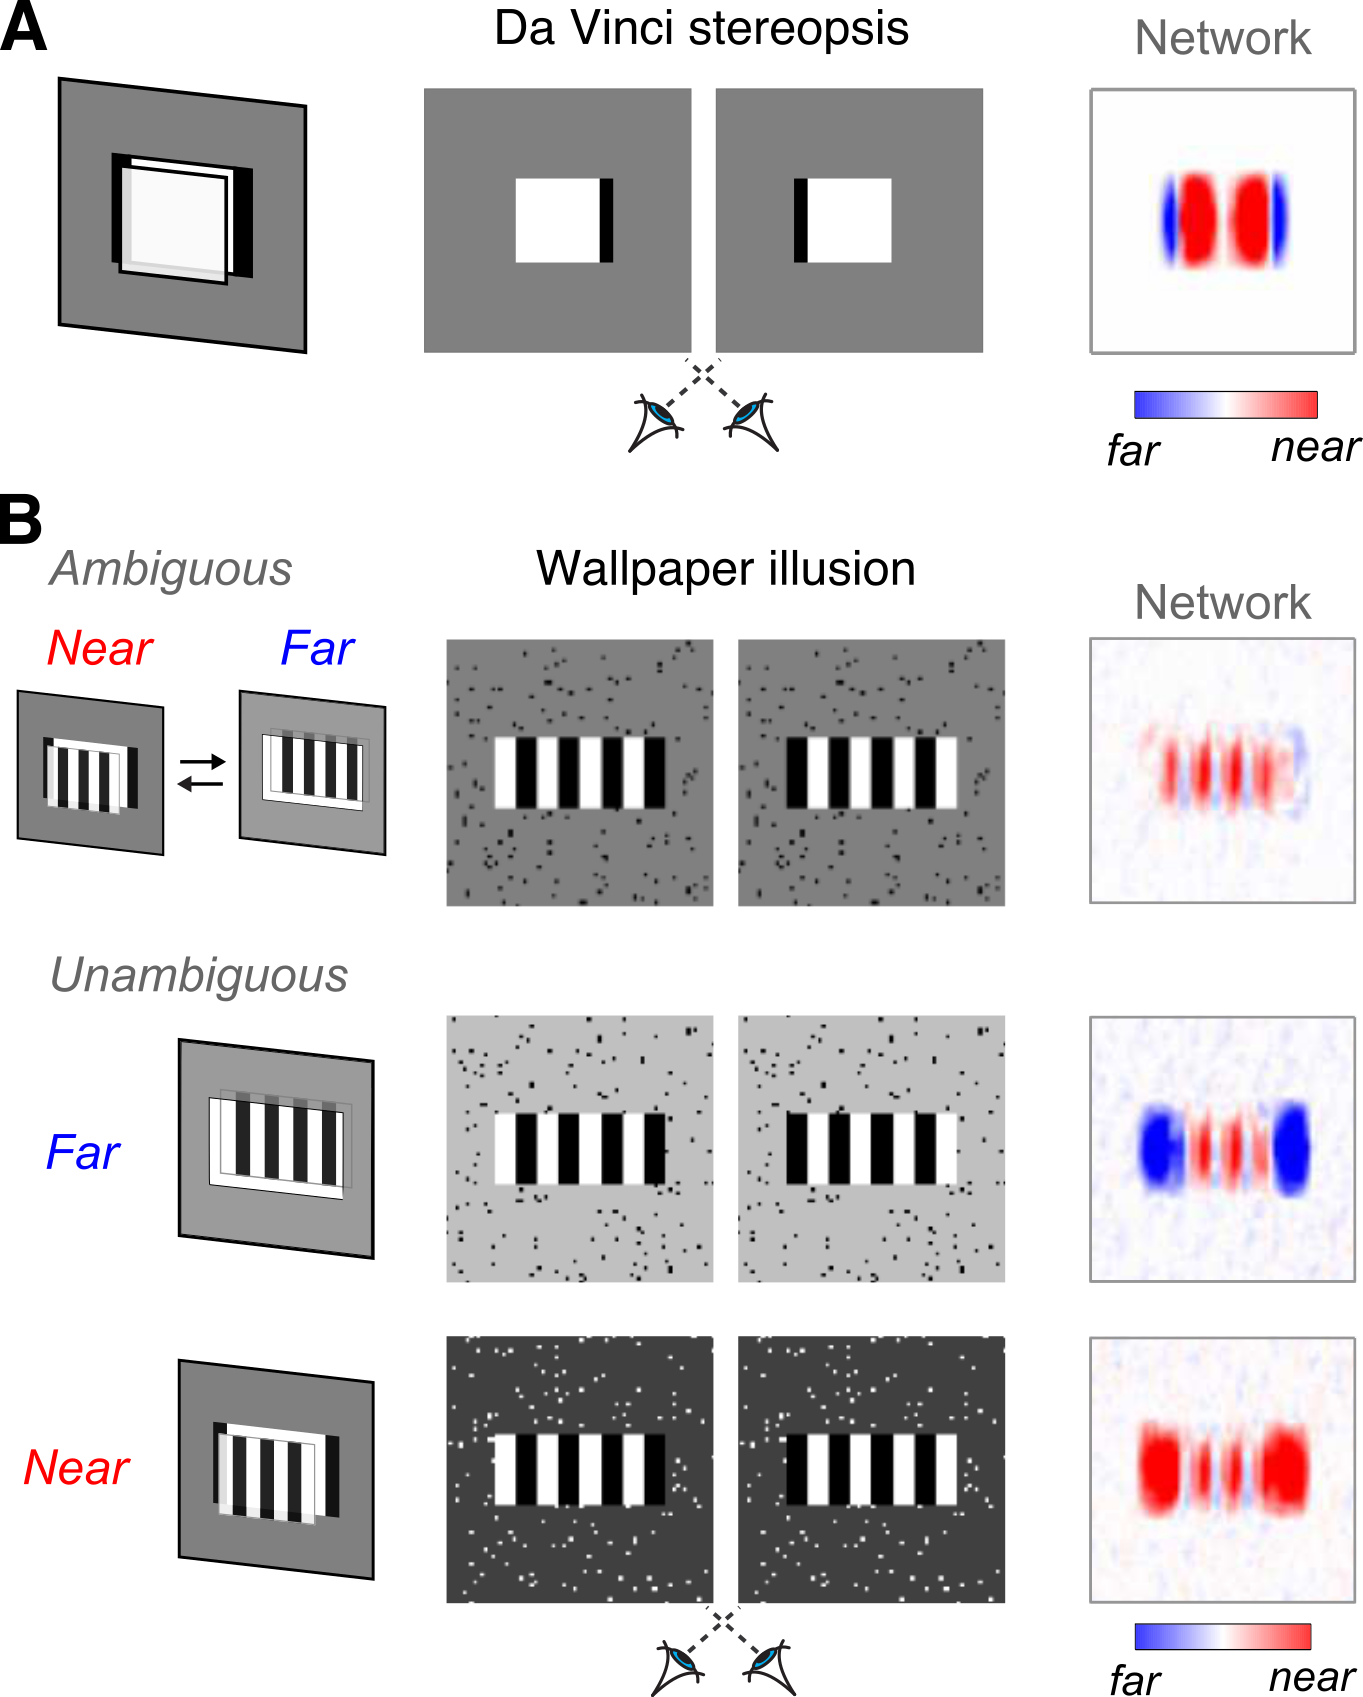 A
Da Vinci stereopsis
Network
far
near
B
Ambiguous
Wallpaper illusion
Network
Near
Far
Unambiguous
Far
Near
far
near